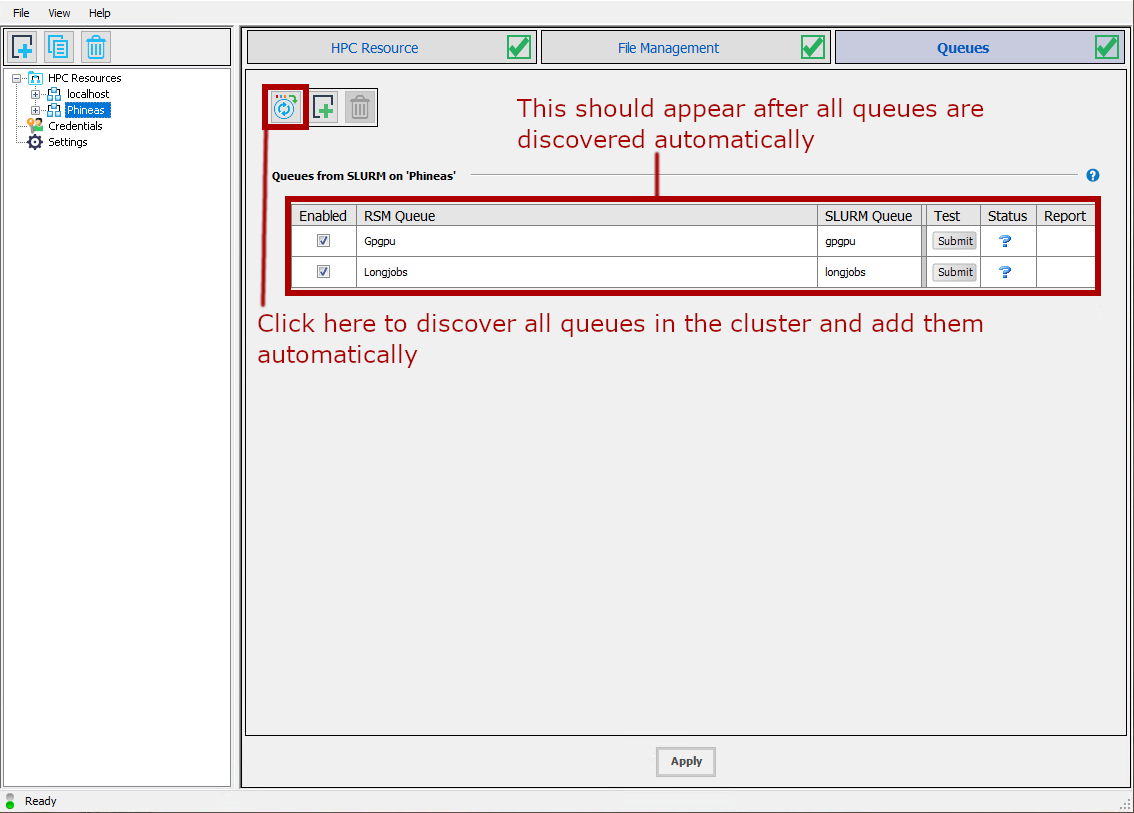 File View Help
HPC Resource File Management Queues
HPC Resources
localhost
Phineas
Credentials
Settings
This should appear after all queues are
discovered automatically
Queues from SLURM on 'Phineas'
?
Enabled RSM Queue SLURM Queue Test Status Report
Gpgpu gpgpu Submit ?
Longjobs longjobs Submit ?
Click here to discover all queues in the cluster and add them
automatically
Apply
Ready